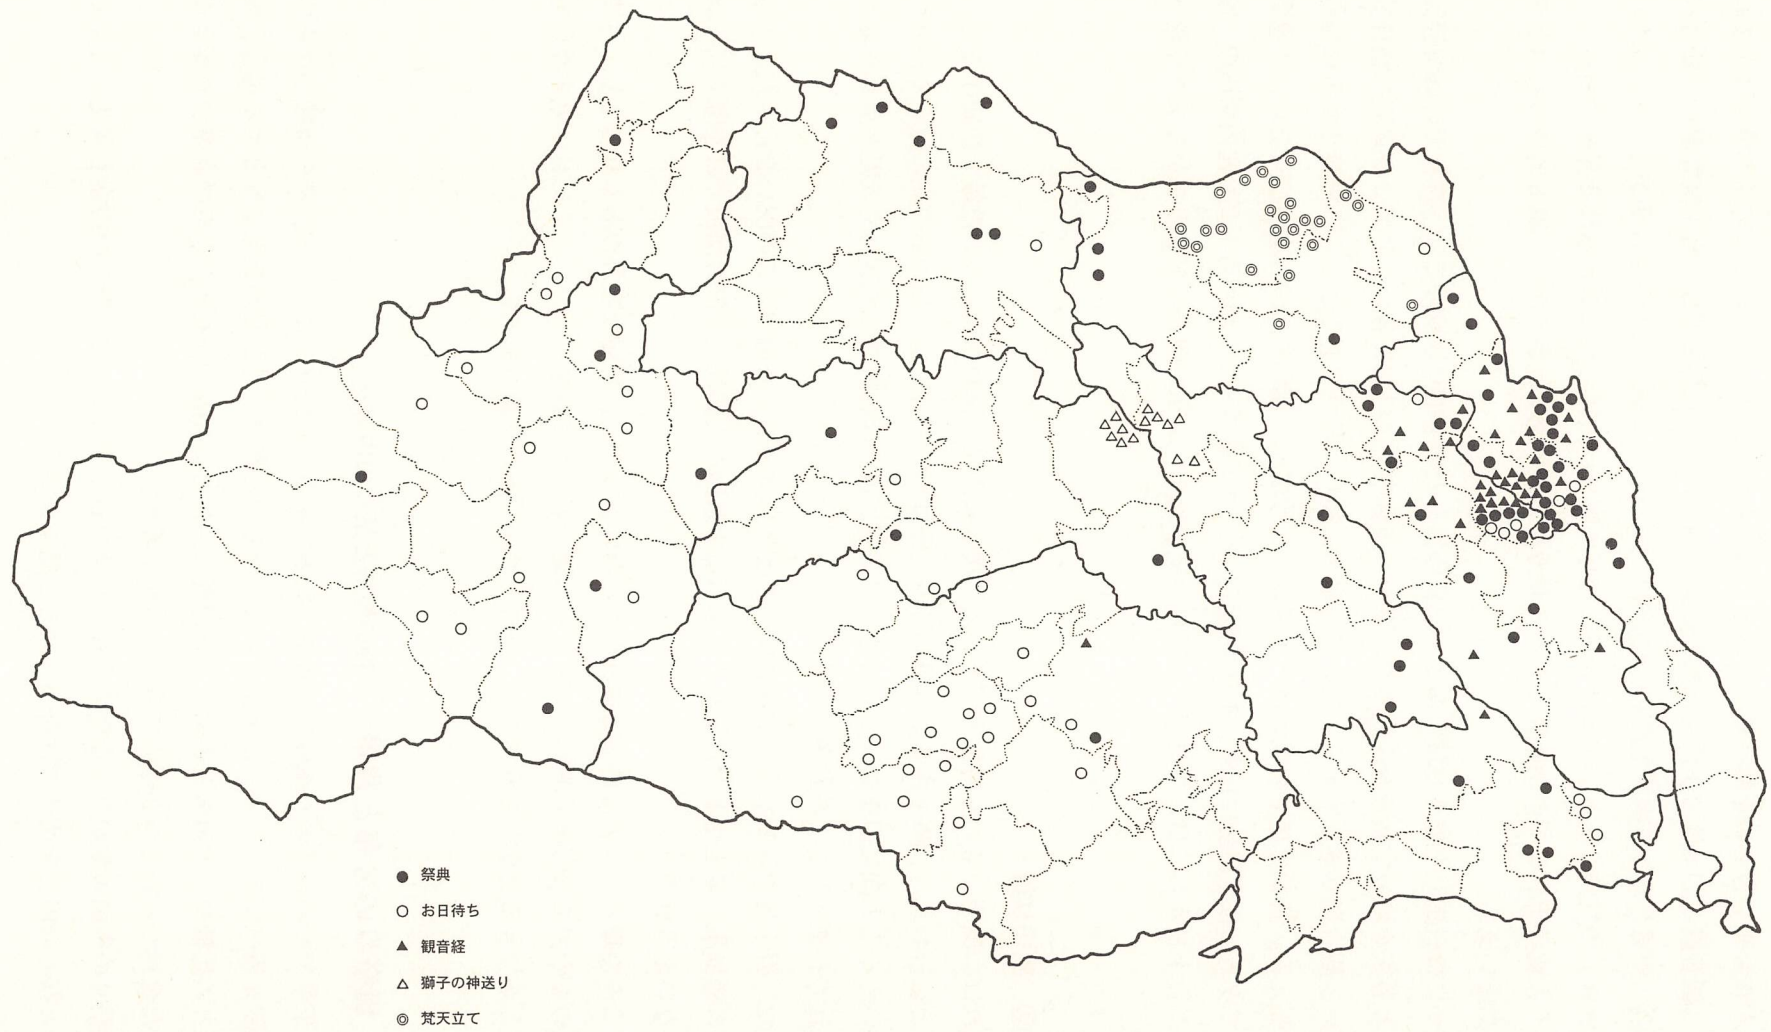 祭典
お日待ち
観音経
獅子の神送り
梵天立て